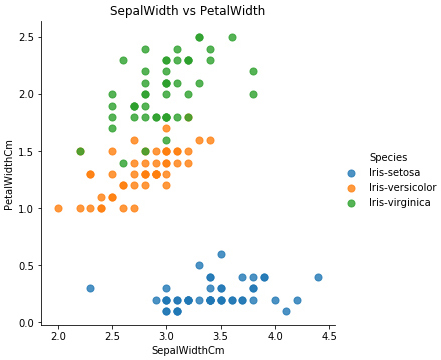 SepalWidth vs PetalWidth
2.5
2.0
1.5
1.0
0.5
0.0
PetalWidthCm
2.0 2.5 3.0 3.5 4.0 4.5
SepalWidthCm
Species
Iris-setosa
Iris-versicolor
Iris-virginica